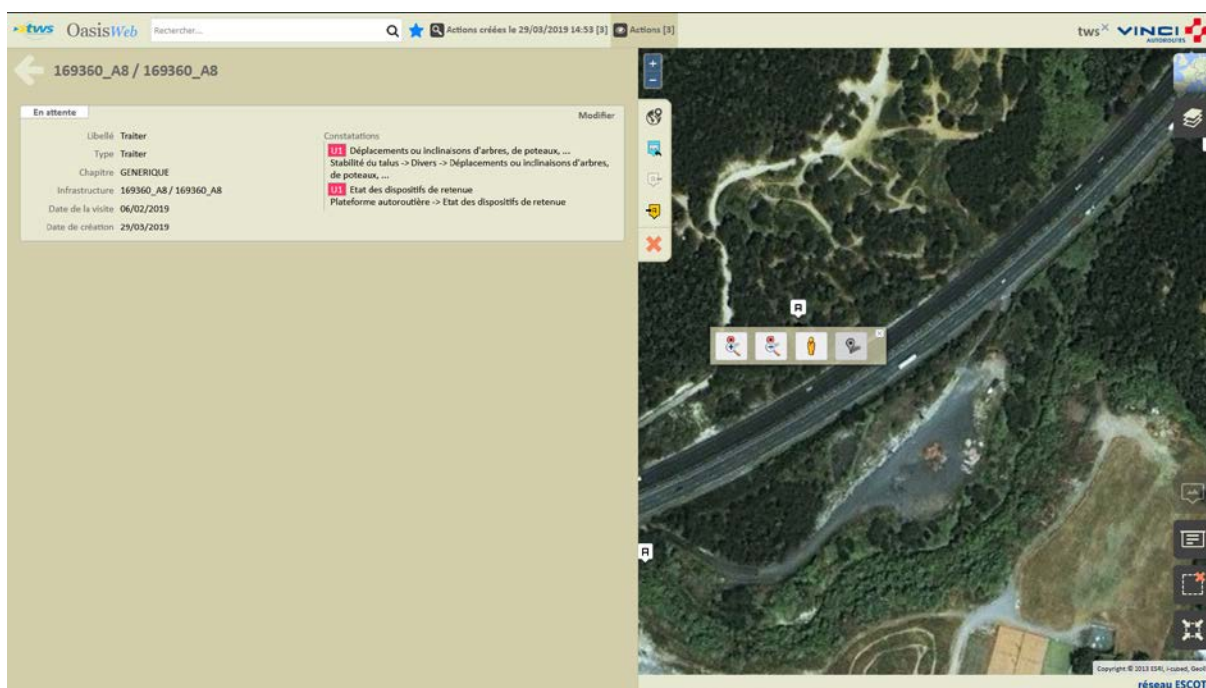 tws OasisWeb Rechercher... Actions créées le 29/03/2019 14:53 [3] Actions [3] tws× VINCI AUTOROUTES
169360_A8 / 169360_A8
En attente Modifier
Libellé Traiter
Type Traiter
Chapitre GENERIQUE
Infrastructure 169360_A8 / 169360_A8
Date de la visite 06/02/2019
Date de création 29/03/2019
Constatations
U1 Déplacements ou inclinaisons d'arbres, de poteaux, ...
Stabilité du talus -> Divers -> Déplacements ou inclinaisons d'arbres,
de poteaux, ...
U1 Etat des dispositifs de retenue
Plateforme autoroutière -> Etat des dispositifs de retenue
+
−
A
A
Copyright © 2013 ESRI, i-cubed, GeoE
réseau ESCOT